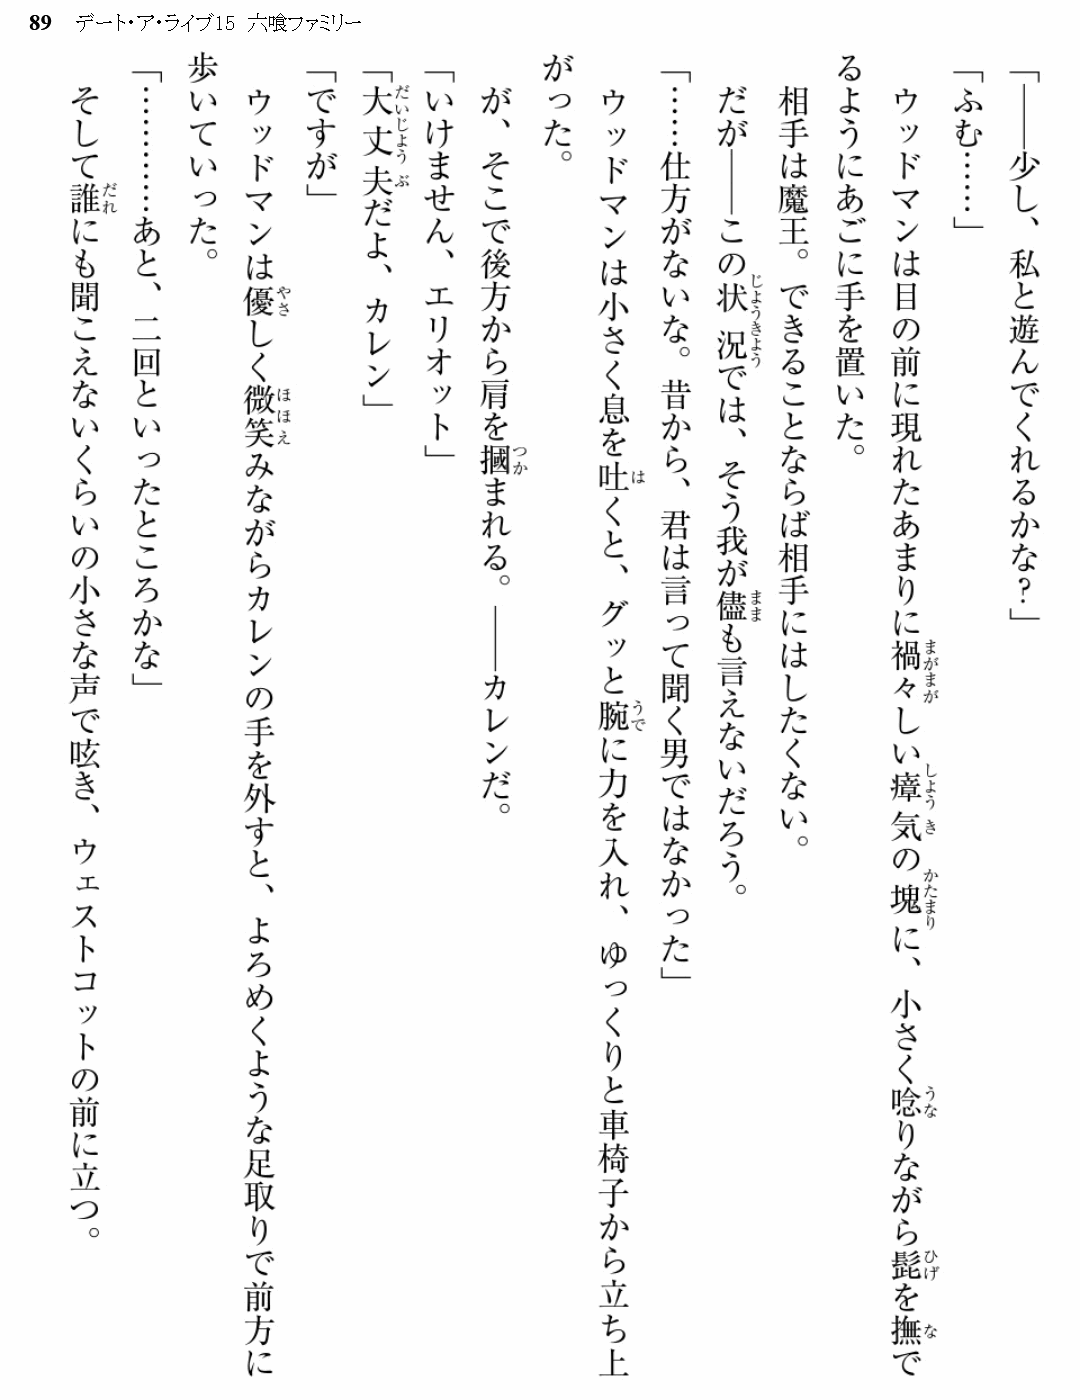 89 デート・ア・ライブ15 六喰ファミリー
「――少し、私と遊んでくれるかな？」
「ふむ……」
　ウッドマンは目の前に現れたあまりに禍々しい瘴気の塊に、小さく唸りながら髭を撫で
るようにあごに手を置いた。
　相手は魔王。できることならば相手にはしたくない。
　だが――この状況では、そう我が儘も言えないだろう。
「……仕方がないな。昔から、君は言って聞く男ではなかった」
　ウッドマンは小さく息を吐くと、グッと腕に力を入れ、ゆっくりと車椅子から立ち上
がった。
　が、そこで後方から肩を摑まれる。――カレンだ。
「いけません、エリオット」
「大丈夫だよ、カレン」
「ですが」
　ウッドマンは優しく微笑みながらカレンの手を外すと、よろめくような足取りで前方に
歩いていった。
「…………あと、二回といったところかな」
　そして誰にも聞こえないくらいの小さな声で呟き、ウェストコットの前に立つ。